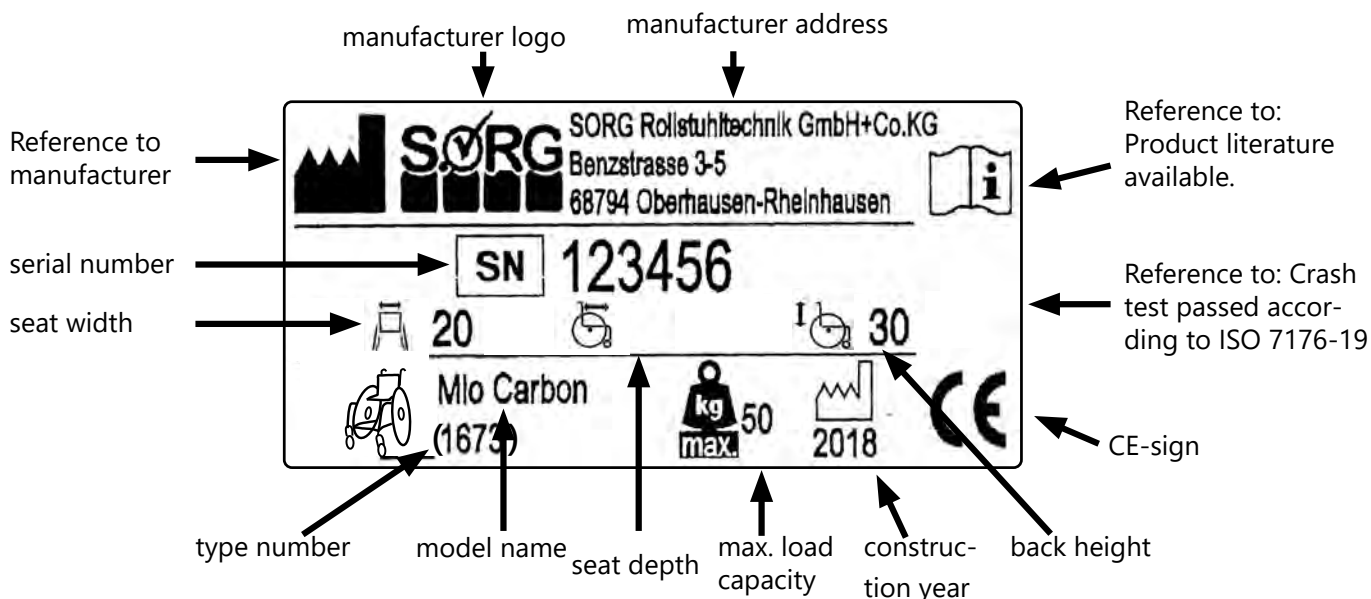 manufacturer logo
manufacturer address
Reference to
manufacturer
SORG
SORG Rollstuhltechnik GmbH+Co.KG
Benzstrasse 3-5
68794 Oberhausen-Rheinhausen
i
Reference to:
Product literature
available.
serial number
SN 123456
Reference to: Crash
test passed accor-
ding to ISO 7176-19
seat width
20
30
Mio Carbon
(1673)
kg
max.
50
2018
CE
CE-sign
type number
model name
seat depth
max. load
capacity
construc-
tion year
back height